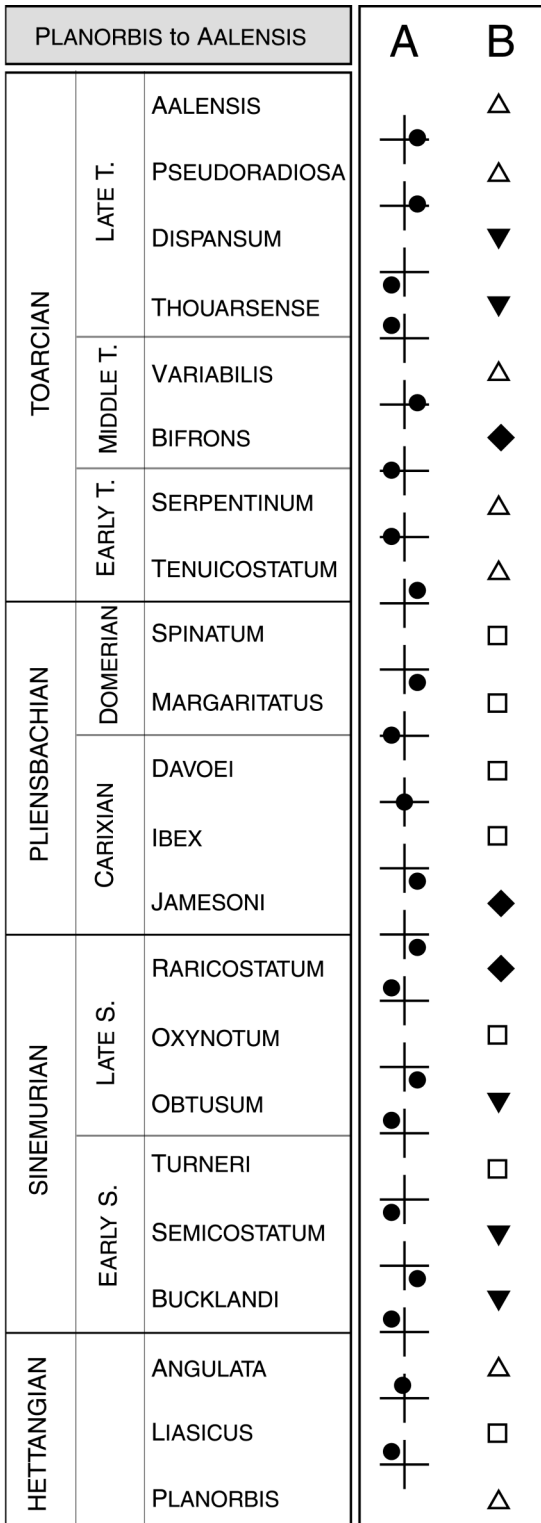 PLANORBIS to AALENSIS
A B
TOARCIAN
LATE T.
AALENSIS
PSEUDORADIOSA
DISPANSUM
THOUARSENSE
MIDDLE T.
VARIABILIS
BIFRONS
EARLY T.
SERPENTINUM
TENUICOSTATUM
PLIENSBACHIAN
DOMERIAN
SPINATUM
MARGARITATUS
CARIXIAN
DAVOEI
IBEX
JAMESONI
SINEMURIAN
LATE S.
RARICOSTATUM
OXYNOTUM
OBTUSUM
EARLY S.
TURNERI
SEMICOSTATUM
BUCKLANDI
HETTANGIAN
ANGULATA
LIASICUS
PLANORBIS